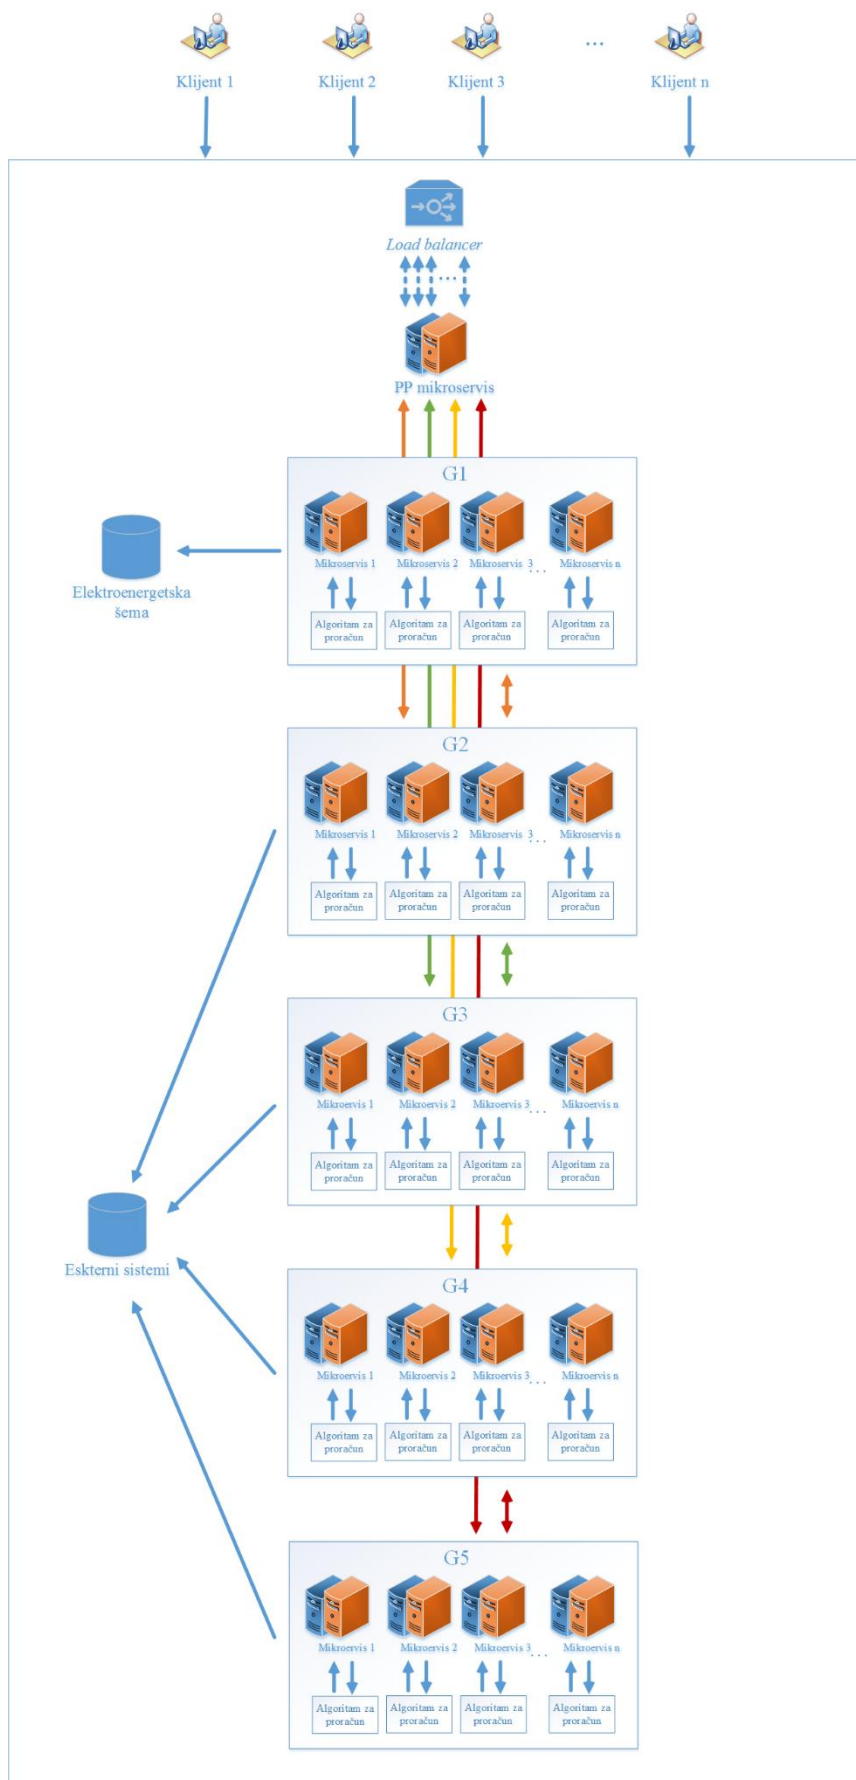 Klijent 1
Klijent 2
Klijent 3
...
Klijent n
Load balancer
...
PP mikroservis
G1
Mikroservis 1
Mikroservis 2
Mikroservis 3
...
Mikroservis n
Algoritam za
proračun
Algoritam za
proračun
Algoritam za
proračun
Algoritam za
proračun
Elektroenergetska
šema
G2
Mikroservis 1
Mikroservis 2
Mikroservis 3
...
Mikroservis n
Algoritam za
proračun
Algoritam za
proračun
Algoritam za
proračun
Algoritam za
proračun
G3
Mikroervis 1
Mikroervis 2
Mikroervis 3
...
Mikroervis n
Algoritam za
proračun
Algoritam za
proračun
Algoritam za
proračun
Algoritam za
proračun
Eskterni sistemi
G4
Mikroervis 1
Mikroervis 2
Mikroervis 3
...
Mikroervis n
Algoritam za
proračun
Algoritam za
proračun
Algoritam za
proračun
Algoritam za
proračun
G5
Mikroervis 1
Mikroervis 2
Mikroervis 3
...
Mikroervis n
Algoritam za
proračun
Algoritam za
proračun
Algoritam za
proračun
Algoritam za
proračun